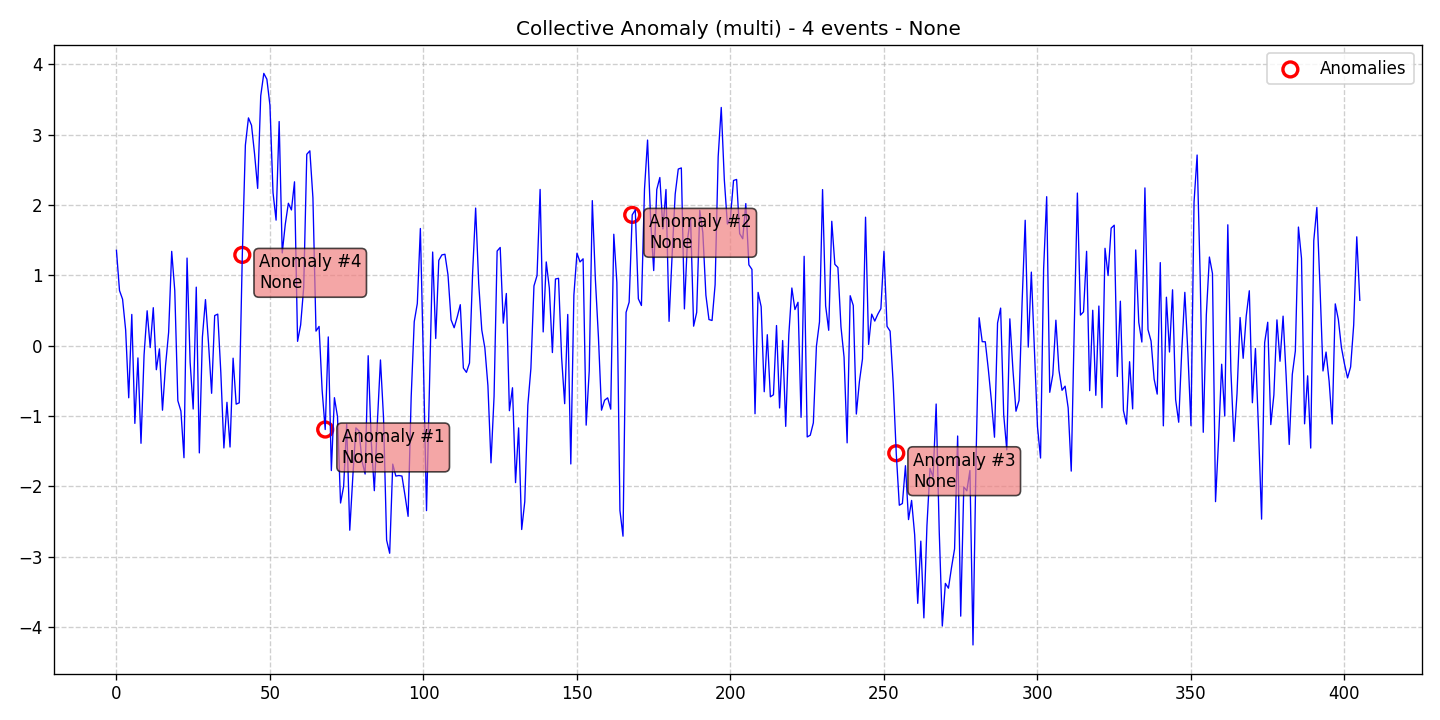 Collective Anomaly (multi) - 4 events - None
Anomalies
4
3
2
1
0
−1
−2
−3
−4
Anomaly #4
None
Anomaly #2
None
Anomaly #1
None
Anomaly #3
None
0 50 100 150 200 250 300 350 400